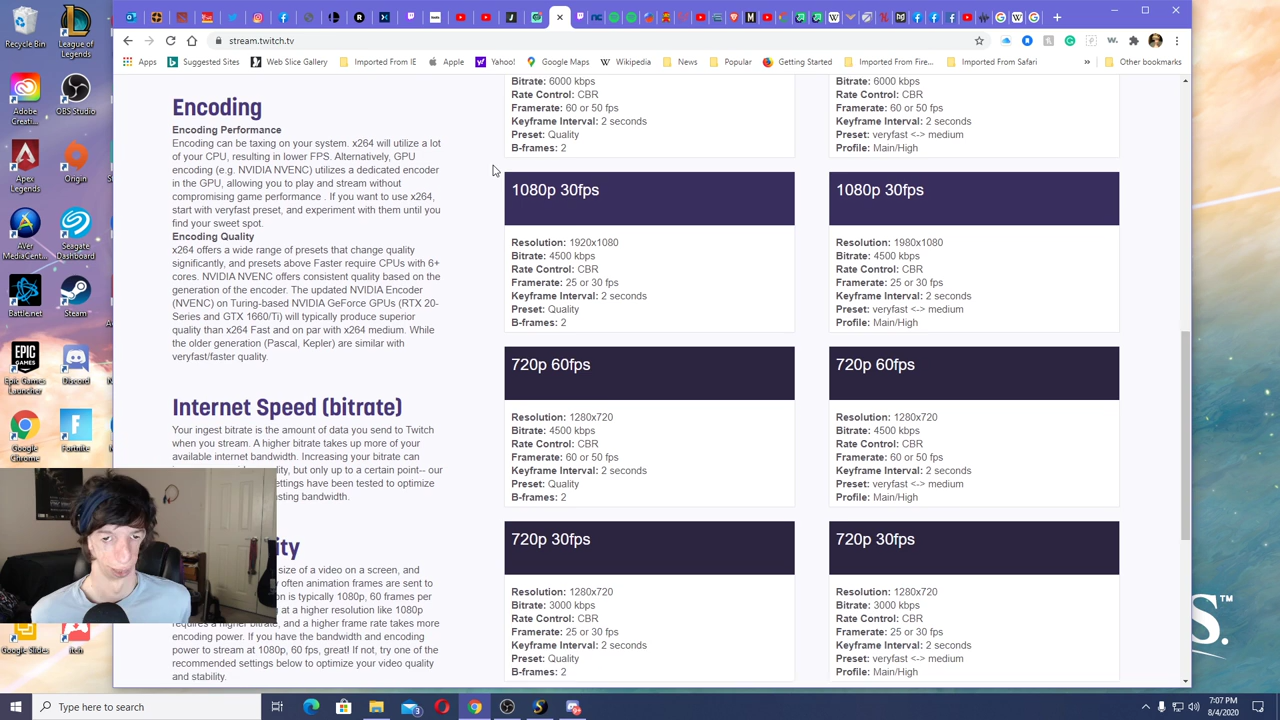 Recycle Bin
League of Legends
Adobe Creati...
OBS Studio
Apex Legends
Origin
AVer MediaCent...
Seagate Dashboard
Battle.net
Steam
Epic Games Launcher
Discord
Google Chrome
Fortnite
Google Slides
itch
stream.twitch.tv
Apps
Suggested Sites
Web Slice Gallery
Imported From IE
Apple
Yahoo!
Google Maps
Wikipedia
News
Popular
Getting Started
Imported From Fire...
Imported From Safari
Other bookmarks
Encoding
Encoding Performance
Encoding can be taxing on your system. x264 will utilize a lot
of your CPU, resulting in lower FPS. Alternatively, GPU
encoding (e.g. NVIDIA NVENC) utilizes a dedicated encoder
in the GPU, allowing you to play and stream without
compromising game performance . If you want to use x264,
start with veryfast preset, and experiment with them until you
find your sweet spot.
Encoding Quality
x264 offers a wide range of presets that change quality
significantly, and presets above Faster require CPUs with 6+
cores. NVIDIA NVENC offers consistent quality based on the
generation of the encoder. The updated NVIDIA Encoder
(NVENC) on Turing-based NVIDIA GeForce GPUs (RTX 20-
Series and GTX 1660/Ti) will typically produce superior
quality than x264 Fast and on par with x264 medium. While
the older generation (Pascal, Kepler) are similar with
veryfast/faster quality.
Internet Speed (bitrate)
Your ingest bitrate is the amount of data you send to Twitch
when you stream. A higher bitrate takes up more of your
available internet bandwidth. Increasing your bitrate can
ity, but only up to a certain point-- our
settings have been tested to optimize
sting bandwidth.
ity
size of a video on a screen, and
often animation frames are sent to
on is typically 1080p, 60 frames per
at a higher resolution like 1080p
requires a higher bitrate, and a higher frame rate takes more
encoding power. If you have the bandwidth and encoding
power to stream at 1080p, 60 fps, great! If not, try one of the
recommended settings below to optimize your video quality
and stability.
Bitrate: 6000 kbps
Rate Control: CBR
Framerate: 60 or 50 fps
Keyframe Interval: 2 seconds
Preset: Quality
B-frames: 2
Bitrate: 6000 kbps
Rate Control: CBR
Framerate: 60 or 50 fps
Keyframe Interval: 2 seconds
Preset: veryfast <-> medium
Profile: Main/High
1080p 30fps
Resolution: 1920x1080
Bitrate: 4500 kbps
Rate Control: CBR
Framerate: 25 or 30 fps
Keyframe Interval: 2 seconds
Preset: Quality
B-frames: 2
1080p 30fps
Resolution: 1980x1080
Bitrate: 4500 kbps
Rate Control: CBR
Framerate: 25 or 30 fps
Keyframe Interval: 2 seconds
Preset: veryfast <-> medium
Profile: Main/High
720p 60fps
Resolution: 1280x720
Bitrate: 4500 kbps
Rate Control: CBR
Framerate: 60 or 50 fps
Keyframe Interval: 2 seconds
Preset: Quality
B-frames: 2
720p 60fps
Resolution: 1280x720
Bitrate: 4500 kbps
Rate Control: CBR
Framerate: 60 or 50 fps
Keyframe Interval: 2 seconds
Preset: veryfast <-> medium
Profile: Main/High
720p 30fps
Resolution: 1280x720
Bitrate: 3000 kbps
Rate Control: CBR
Framerate: 25 or 30 fps
Keyframe Interval: 2 seconds
Preset: Quality
B-frames: 2
720p 30fps
Resolution: 1280x720
Bitrate: 3000 kbps
Rate Control: CBR
Framerate: 25 or 30 fps
Keyframe Interval: 2 seconds
Preset: veryfast <-> medium
Profile: Main/High
S.™
Type here to search
7:07 PM
8/4/2020